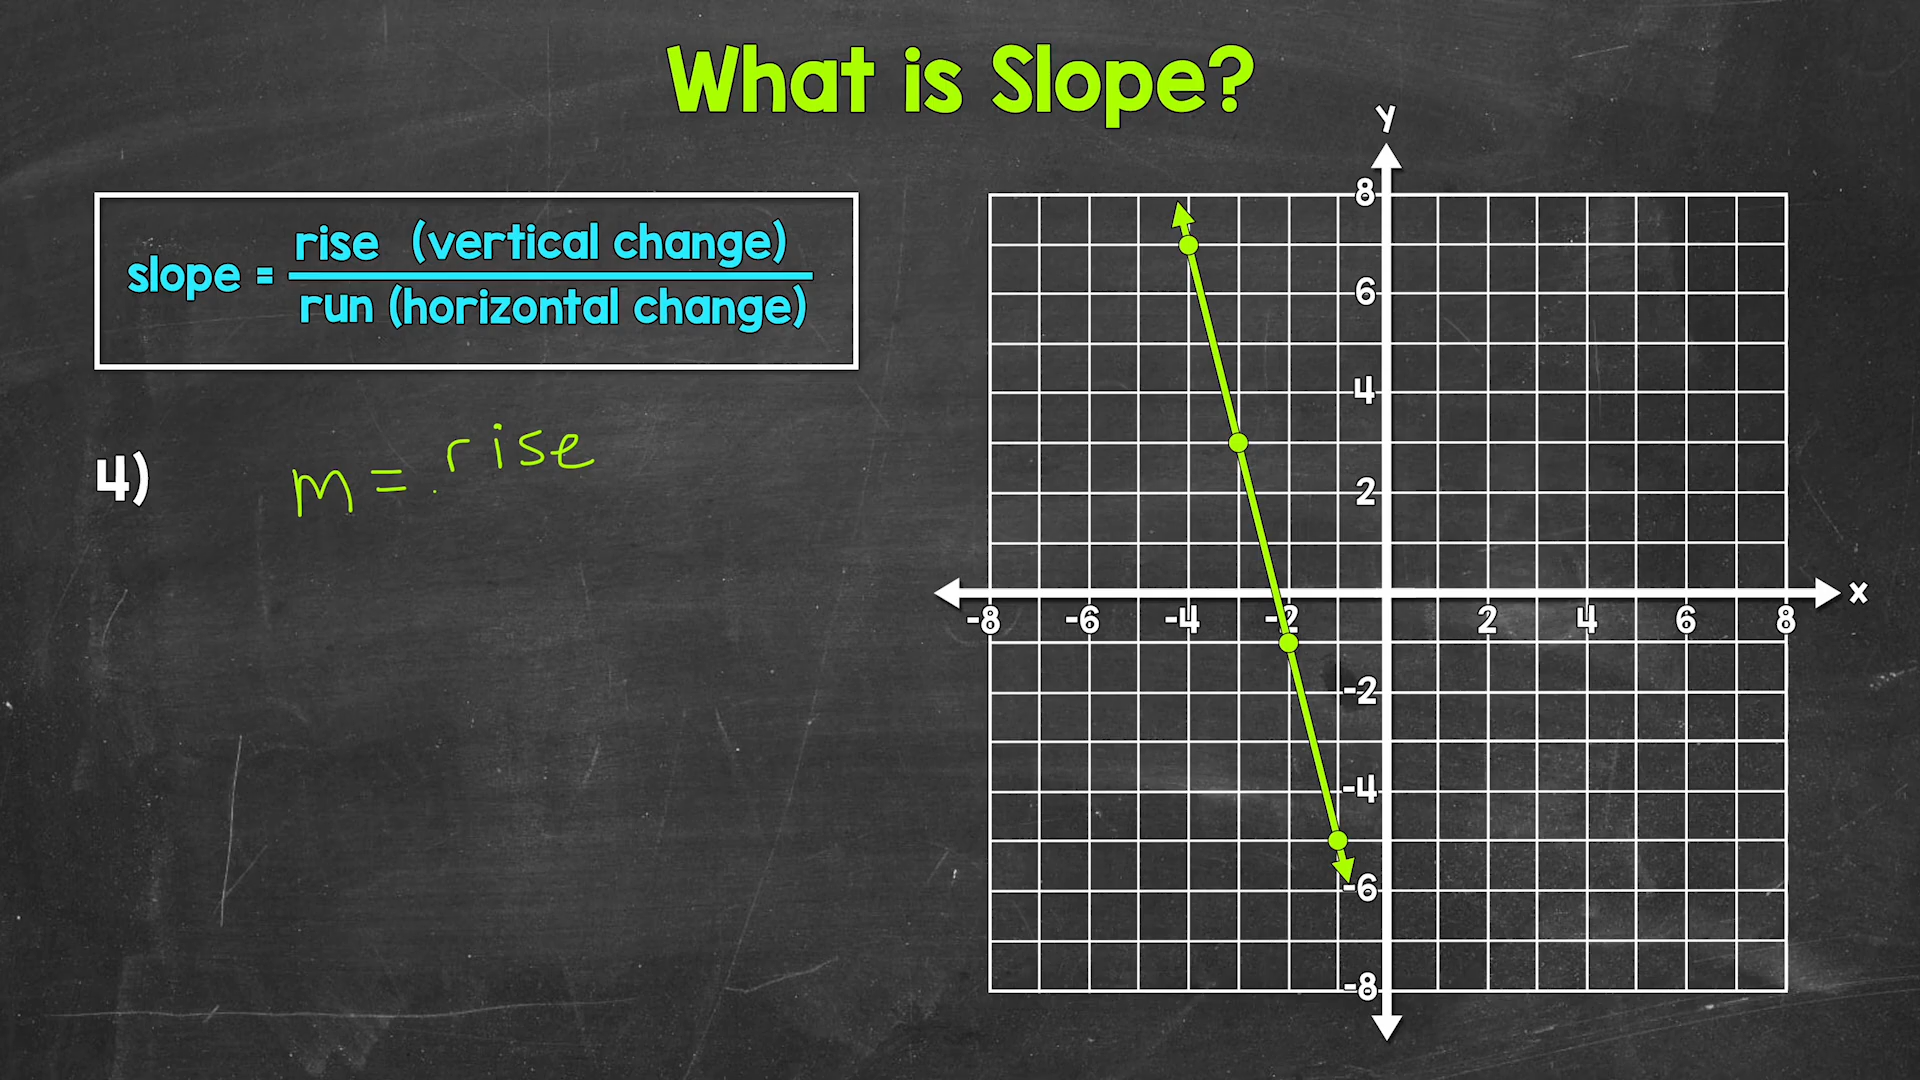 What is Slope?
slope = rise (vertical change)
run (horizontal change)
4) m = rise
y
8
6
4
2
-8 -6 -4 -2 2 4 6 8 x
-2
-4
-6
-8